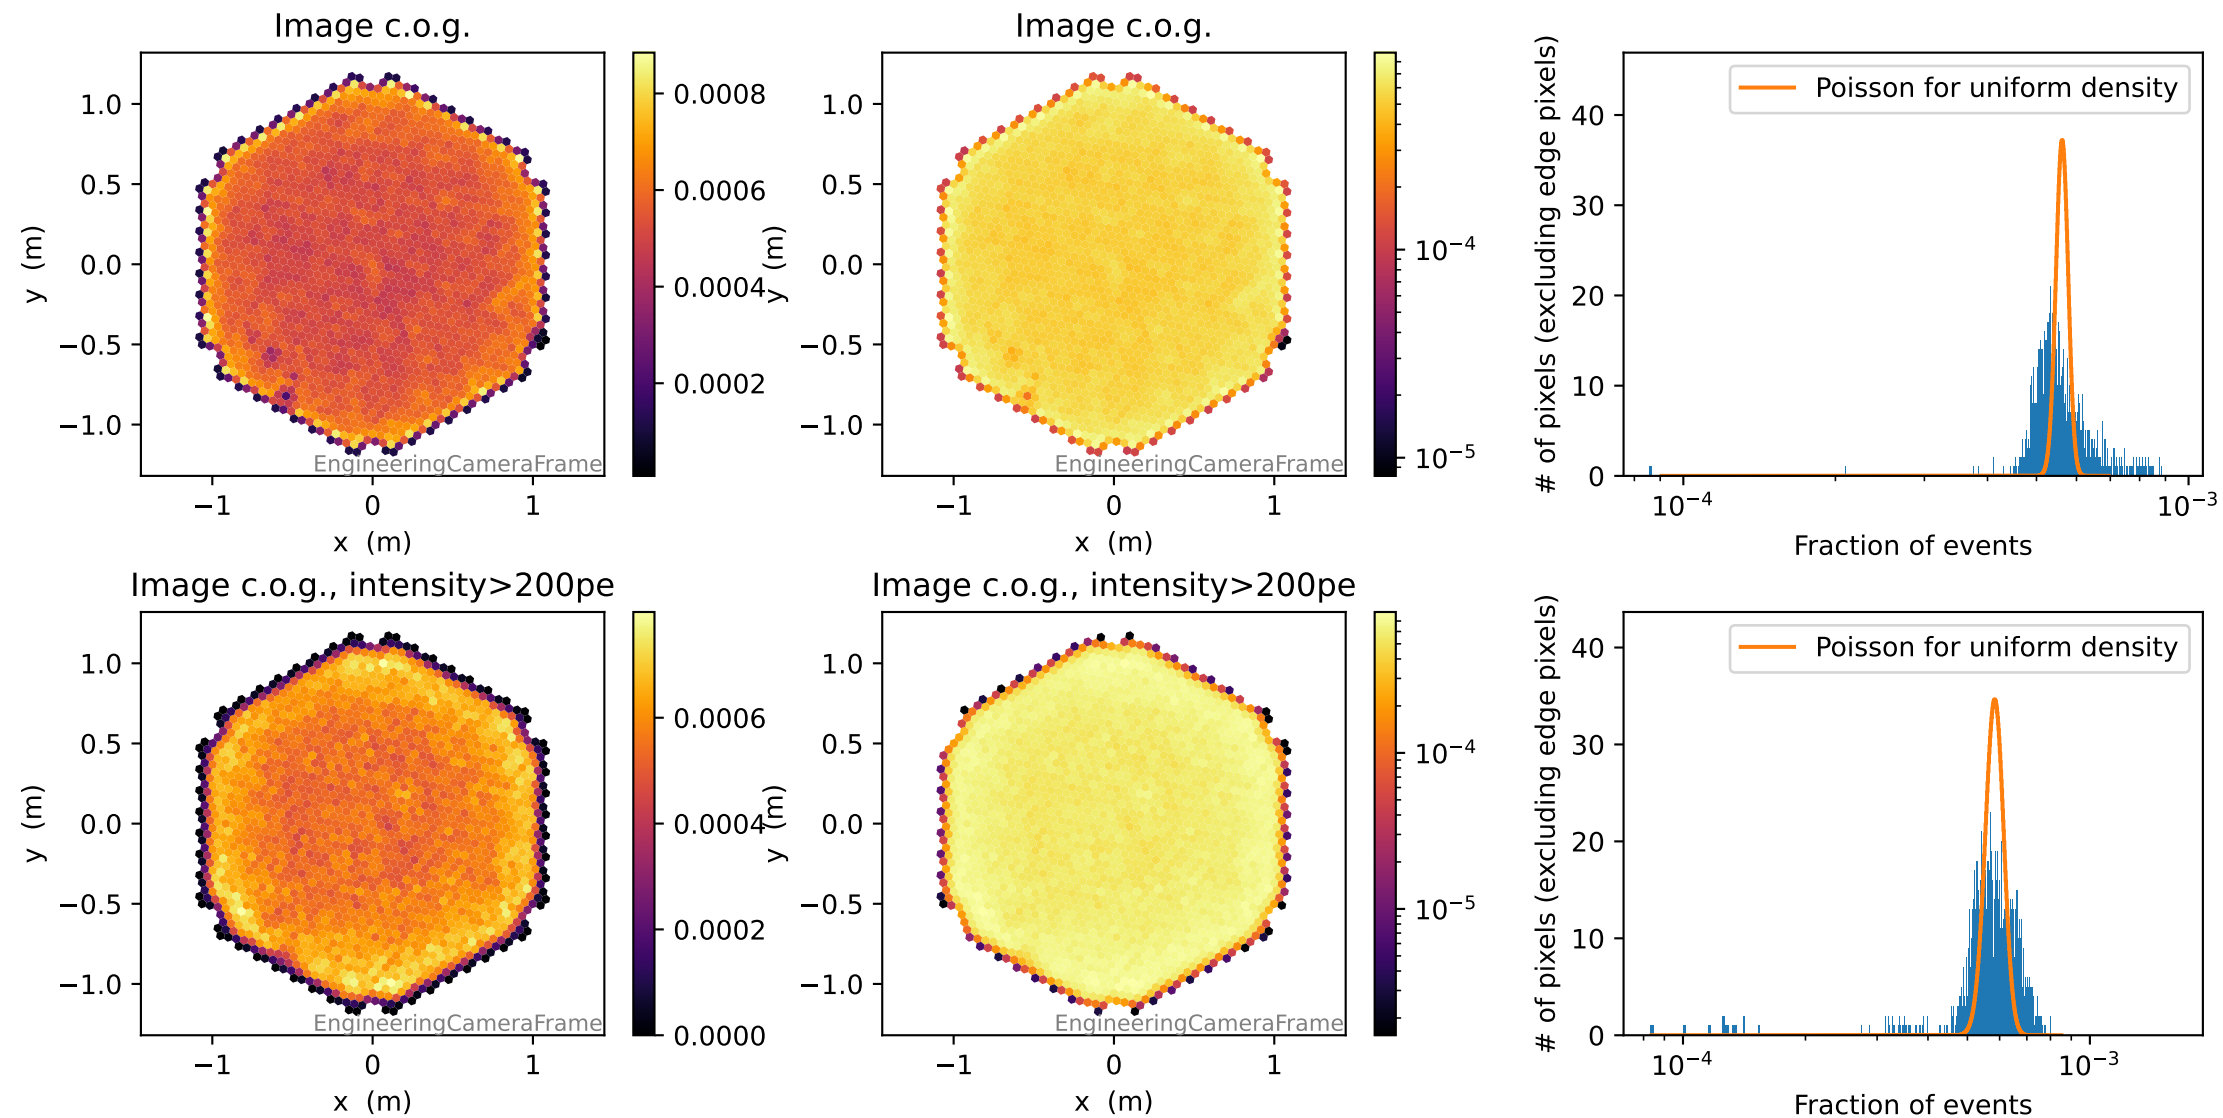 Image c.o.g.
y (m)
1.0
0.5
0.0
−0.5
−1.0
−1
0
1
x (m)
EngineeringCameraFrame
0.0008
0.0006
0.0004
0.0002
Image c.o.g.
y (m)
1.0
0.5
0.0
−0.5
−1.0
−1
0
1
x (m)
EngineeringCameraFrame
10⁻⁴
10⁻⁵
# of pixels (excluding edge pixels)
40
30
20
10
0
Poisson for uniform density
10⁻⁴
10⁻³
Fraction of events
Image c.o.g., intensity>200pe
y (m)
1.0
0.5
0.0
−0.5
−1.0
−1
0
1
x (m)
EngineeringCameraFrame
0.0006
0.0004
0.0002
0.0000
Image c.o.g., intensity>200pe
y (m)
1.0
0.5
0.0
−0.5
−1.0
−1
0
1
x (m)
EngineeringCameraFrame
10⁻⁴
10⁻⁵
# of pixels (excluding edge pixels)
40
30
20
10
0
Poisson for uniform density
10⁻⁴
10⁻³
Fraction of events